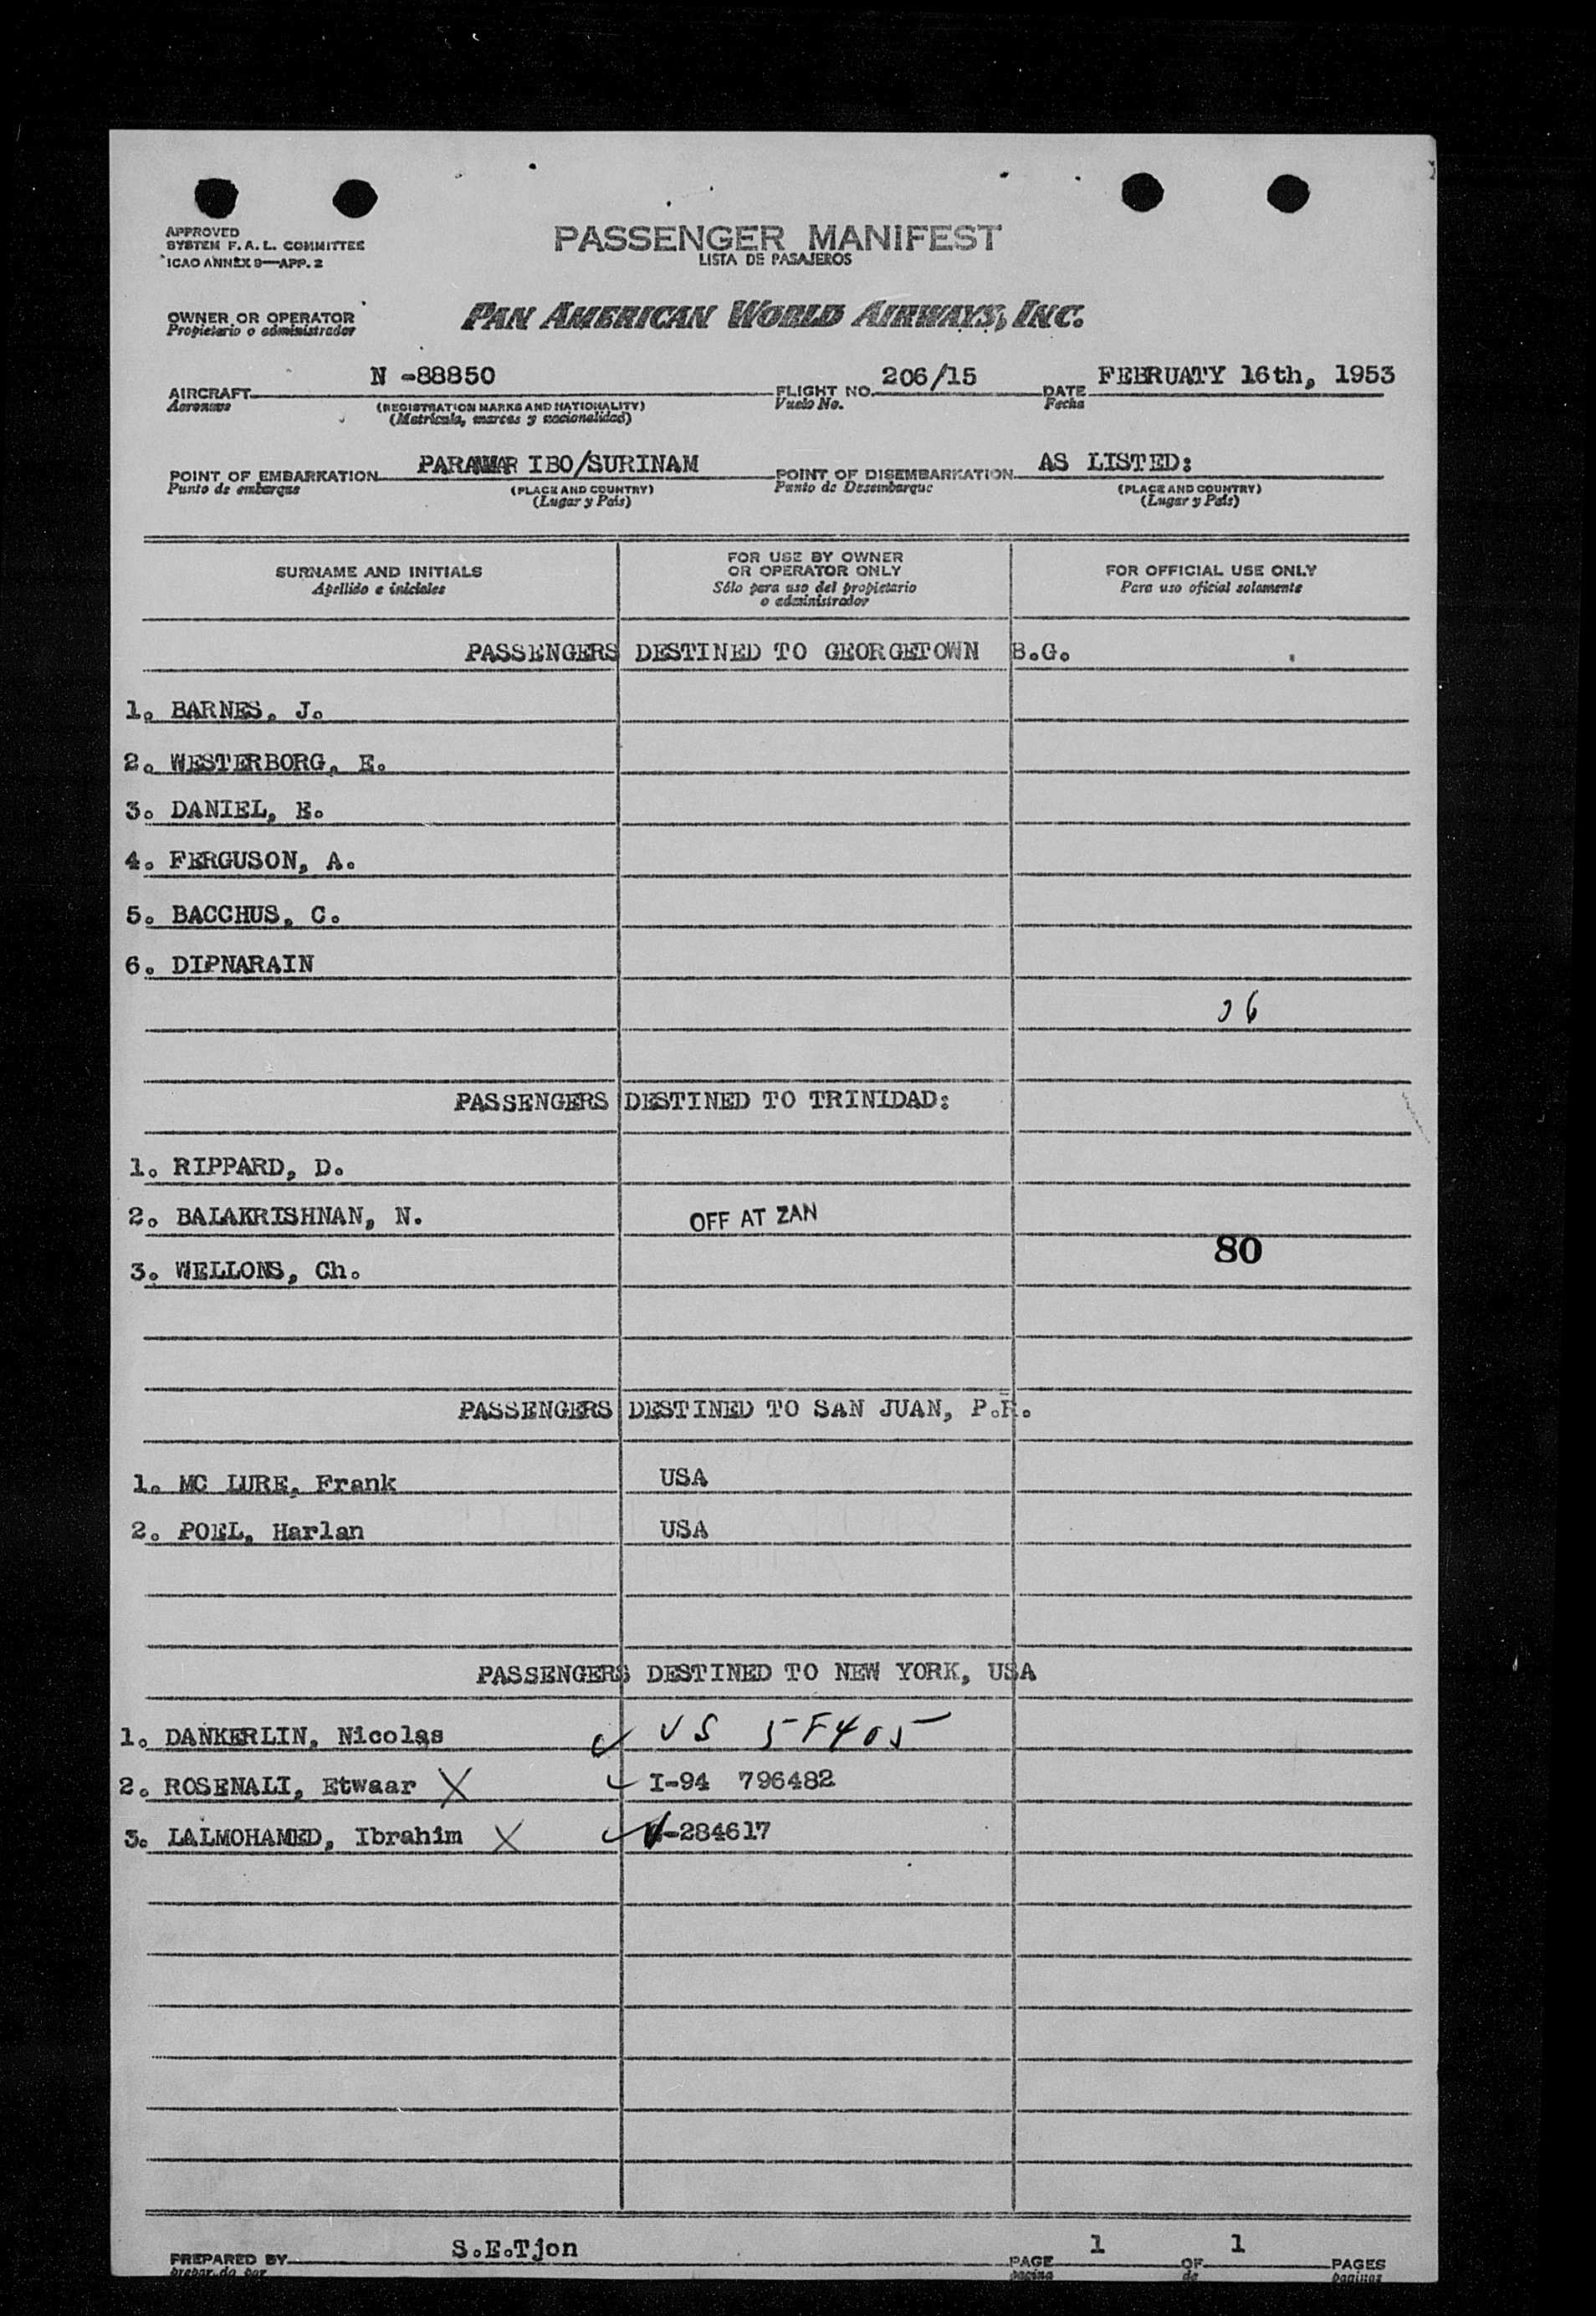 APPROVED
SYSTEM F.A.L. COMMITTEE
ICAO ANNEX 9—APP. 2
PASSENGER MANIFEST
LISTA DE PASAJEROS
OWNER OR OPERATOR
Propietario o administrador
PAN AMERICAN WORLD AIRWAYS, INC.
AIRCRAFT N -88850 FLIGHT NO. 206/15 DATE FEBRUATY 16th, 1953
Aeronave (REGISTRATION MARKS AND NATIONALITY) Vuelo No. Fecha
(Matrícula, marcas y nacionalidad)
POINT OF EMBARKATION PARAMAR IBO/SURINAM POINT OF DISEMBARKATION AS LISTED:
Punto de embarque (PLACE AND COUNTRY) Punto de Desembarque (PLACE AND COUNTRY)
(Lugar y País) (Lugar y País)
SURNAME AND INITIALS
Apellido e iniciales
FOR USE BY OWNER
OR OPERATOR ONLY
Sólo para uso del propietario
o administrador
FOR OFFICIAL USE ONLY
Para uso oficial solamente
PASSENGERS DESTINED TO GEORGETOWN B.G.
1. BARNES, J.
2. WESTERBORG, E.
3. DANIEL, E.
4. FERGUSON, A.
5. BACCHUS, C.
6. DIPNARAIN
PASSENGERS DESTINED TO TRINIDAD:
1. RIPPARD, D.
2. BALAKRISHNAN, N. OFF AT ZAN
80
3. WELLONS, Ch.
PASSENGERS DESTINED TO SAN JUAN, P.R.
1. MC LURE, Frank USA
2. POEL, Harlan USA
PASSENGERS DESTINED TO NEW YORK, USA
1. DANKERLIN, Nicolas ✓ VS 5F405
2. ROSENALI, Etwaar X ✓ I-94 796482
3. LALMOHAMED, Ibrahim X ✓ -284617
PREPARED BY S.E.Tjon PAGE 1 OF 1 PAGES
preparado por pagina de paginas